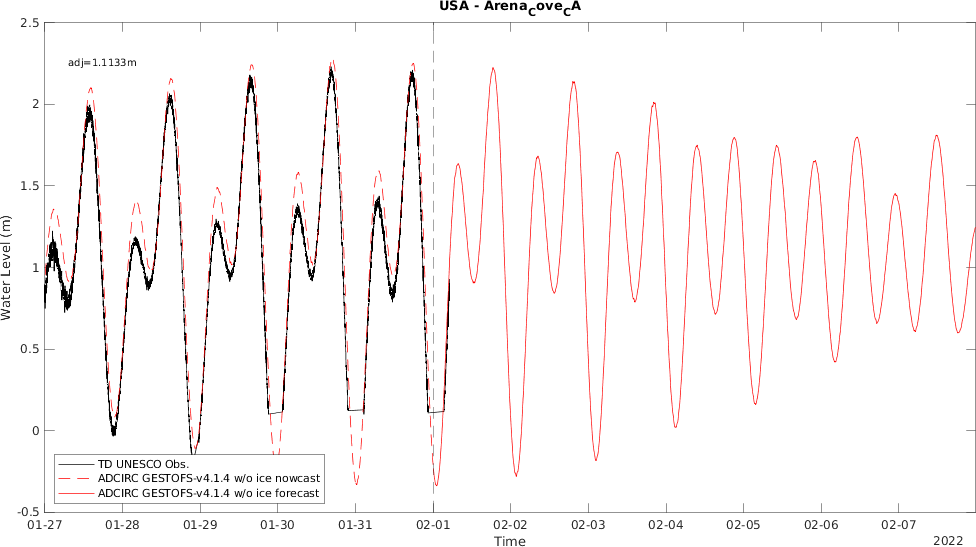 USA - Arena_Cove_CA
adj=1.1133m
2.5
2
1.5
1
0.5
0
-0.5
Water Level (m)
TD UNESCO Obs.
ADCIRC GESTOFS-v4.1.4 w/o ice nowcast
ADCIRC GESTOFS-v4.1.4 w/o ice forecast
01-27 01-28 01-29 01-30 01-31 02-01 02-02 02-03 02-04 02-05 02-06 02-07
Time
2022